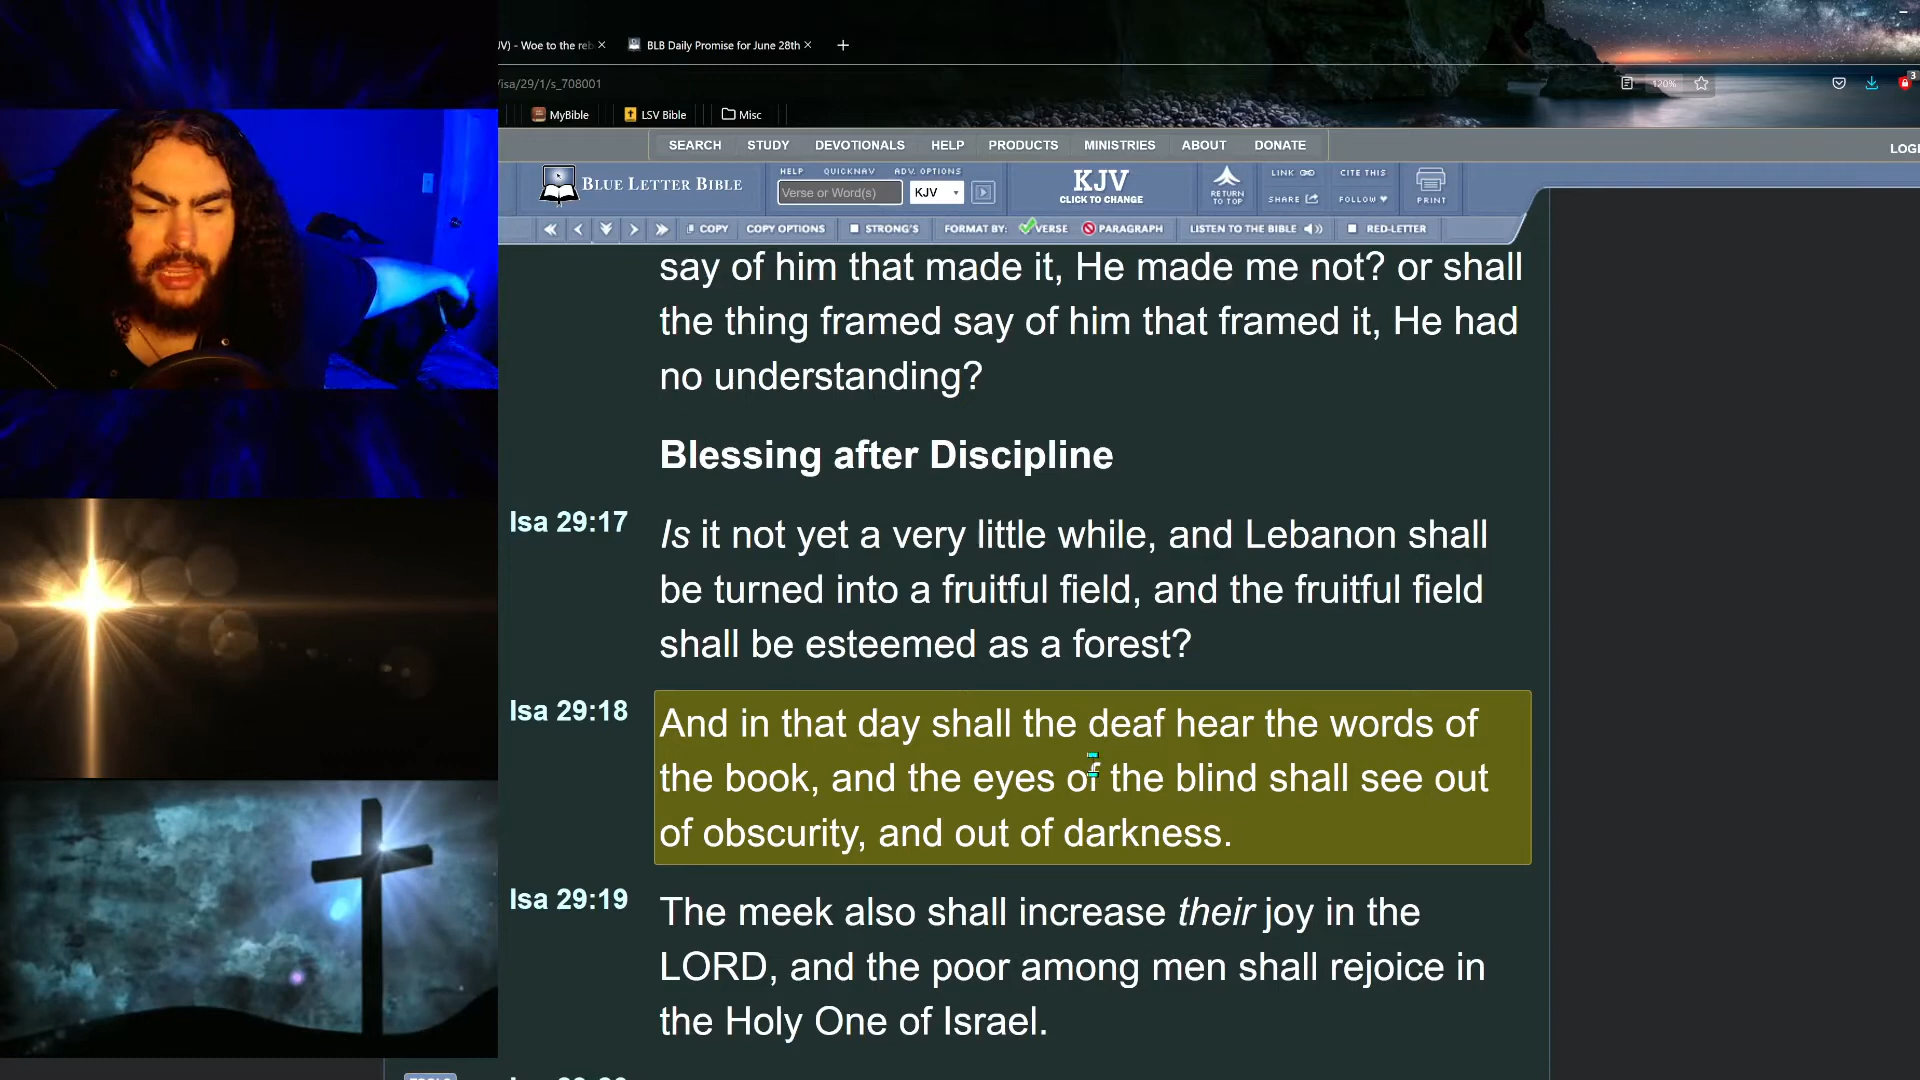 JV) - Woe to the reb
BLB Daily Promise for June 28th
/isa/29/1/s_708001
120%
3
MyBible
LSV Bible
Misc
SEARCH STUDY DEVOTIONALS HELP PRODUCTS MINISTRIES ABOUT DONATE
LOGI
BLUE LETTER BIBLE
HELP QUICKNAV ADV. OPTIONS
Verse or Word(s)
KJV
KJV
CLICK TO CHANGE
RETURN
TO TOP
LINK
SHARE
CITE THIS
FOLLOW
PRINT
COPY COPY OPTIONS STRONG'S FORMAT BY: VERSE PARAGRAPH LISTEN TO THE BIBLE RED-LETTER
say of him that made it, He made me not? or shall
the thing framed say of him that framed it, He had
no understanding?
Blessing after Discipline
Isa 29:17
Is it not yet a very little while, and Lebanon shall
be turned into a fruitful field, and the fruitful field
shall be esteemed as a forest?
Isa 29:18
And in that day shall the deaf hear the words of
the book, and the eyes of the blind shall see out
of obscurity, and out of darkness.
Isa 29:19
The meek also shall increase their joy in the
LORD, and the poor among men shall rejoice in
the Holy One of Israel.